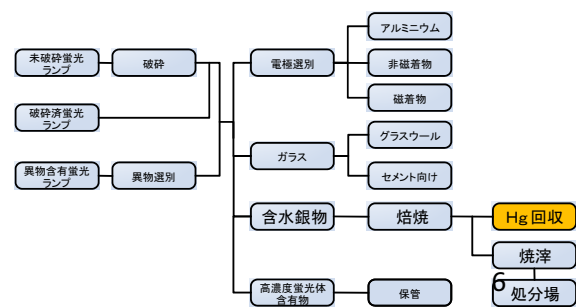 未破砕蛍光
ランプ
破砕
破砕済蛍光
ランプ
異物含有蛍光
ランプ
異物選別
電極選別
アルミニウム
非磁着物
磁着物
ガラス
グラスウール
セメント向け
含水銀物
焙焼
Hg回収
焼滓
処分場
高濃度蛍光体
含有物
保管
6